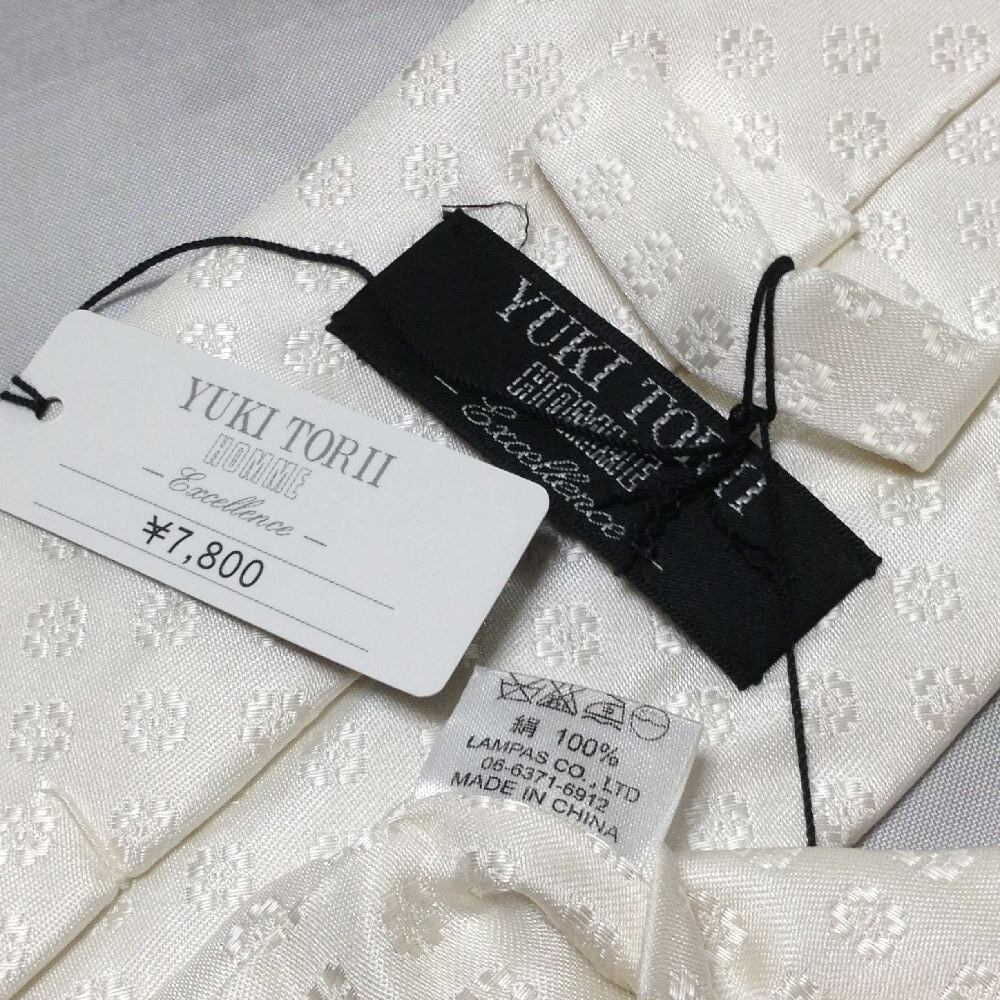 YUKI TORII
HOMME
Excellence
¥7,800
YUKI TORII
HOMME
Excellence
絹 100%
LAMPAS CO., LTD
06-6371-6912
MADE IN CHINA